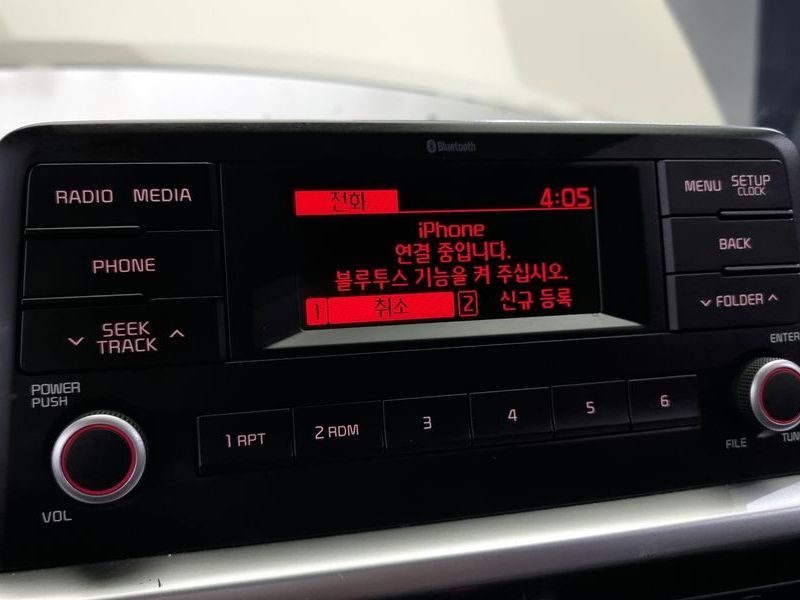 Bluetooth
RADIO MEDIA
PHONE
SEEK
TRACK
POWER
PUSH
VOL
전화 4:05
iPhone
연결 중입니다.
블루투스 기능을 켜 주십시오.
1 취소 2 신규 등록
MENU SETUP
CLOCK
BACK
FOLDER
ENTER
1 RPT 2 RDM 3 4 5 6
FILE